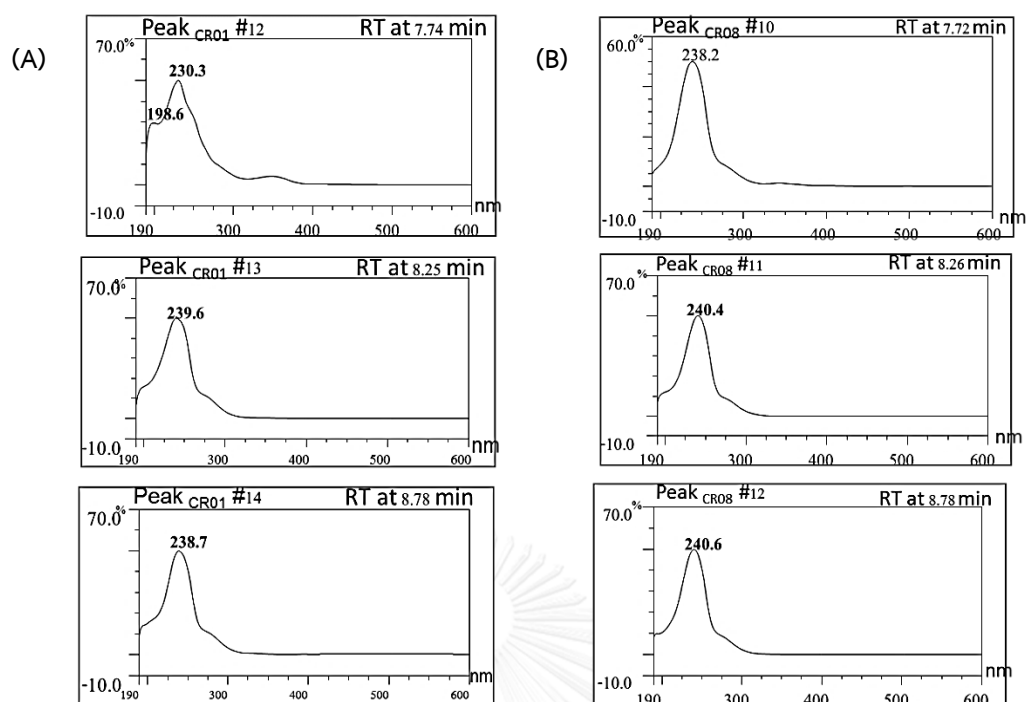 (A)
Peak CR01 #12 RT at 7.74 min
70.0 %
230.3
198.6
-10.0
190 300 400 500 600 nm
Peak CR01 #13 RT at 8.25 min
70.0 %
239.6
-10.0
190 300 400 500 600 nm
Peak CR01 #14 RT at 8.78 min
70.0 %
238.7
-10.0
190 300 400 500 600 nm
(B)
Peak CR08 #10 RT at 7.72 min
60.0 %
238.2
-10.0
190 300 400 500 600 nm
Peak CR08 #11 RT at 8.26 min
70.0 %
240.4
-10.0
190 300 400 500 600 nm
Peak CR08 #12 RT at 8.78 min
70.0 %
240.6
-10.0
190 300 400 500 600 nm